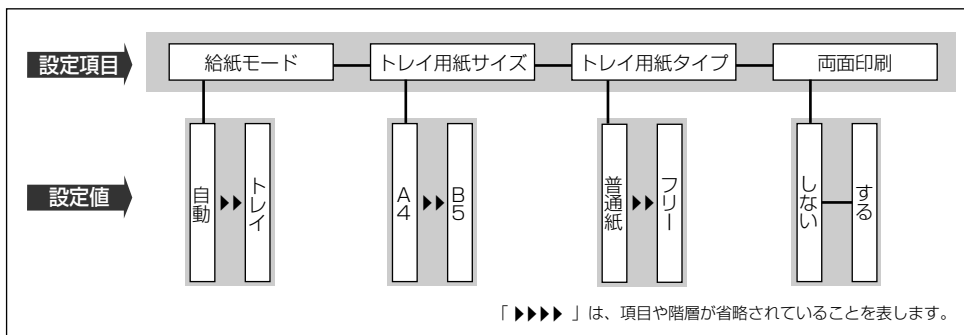 設定項目
給紙モード
トレイ用紙サイズ
トレイ用紙タイプ
両面印刷
設定値
自動
トレイ
A4
B5
普通紙
フリー
しない
する
「 ▶▶▶▶ 」は、項目や階層が省略されていることを表します。